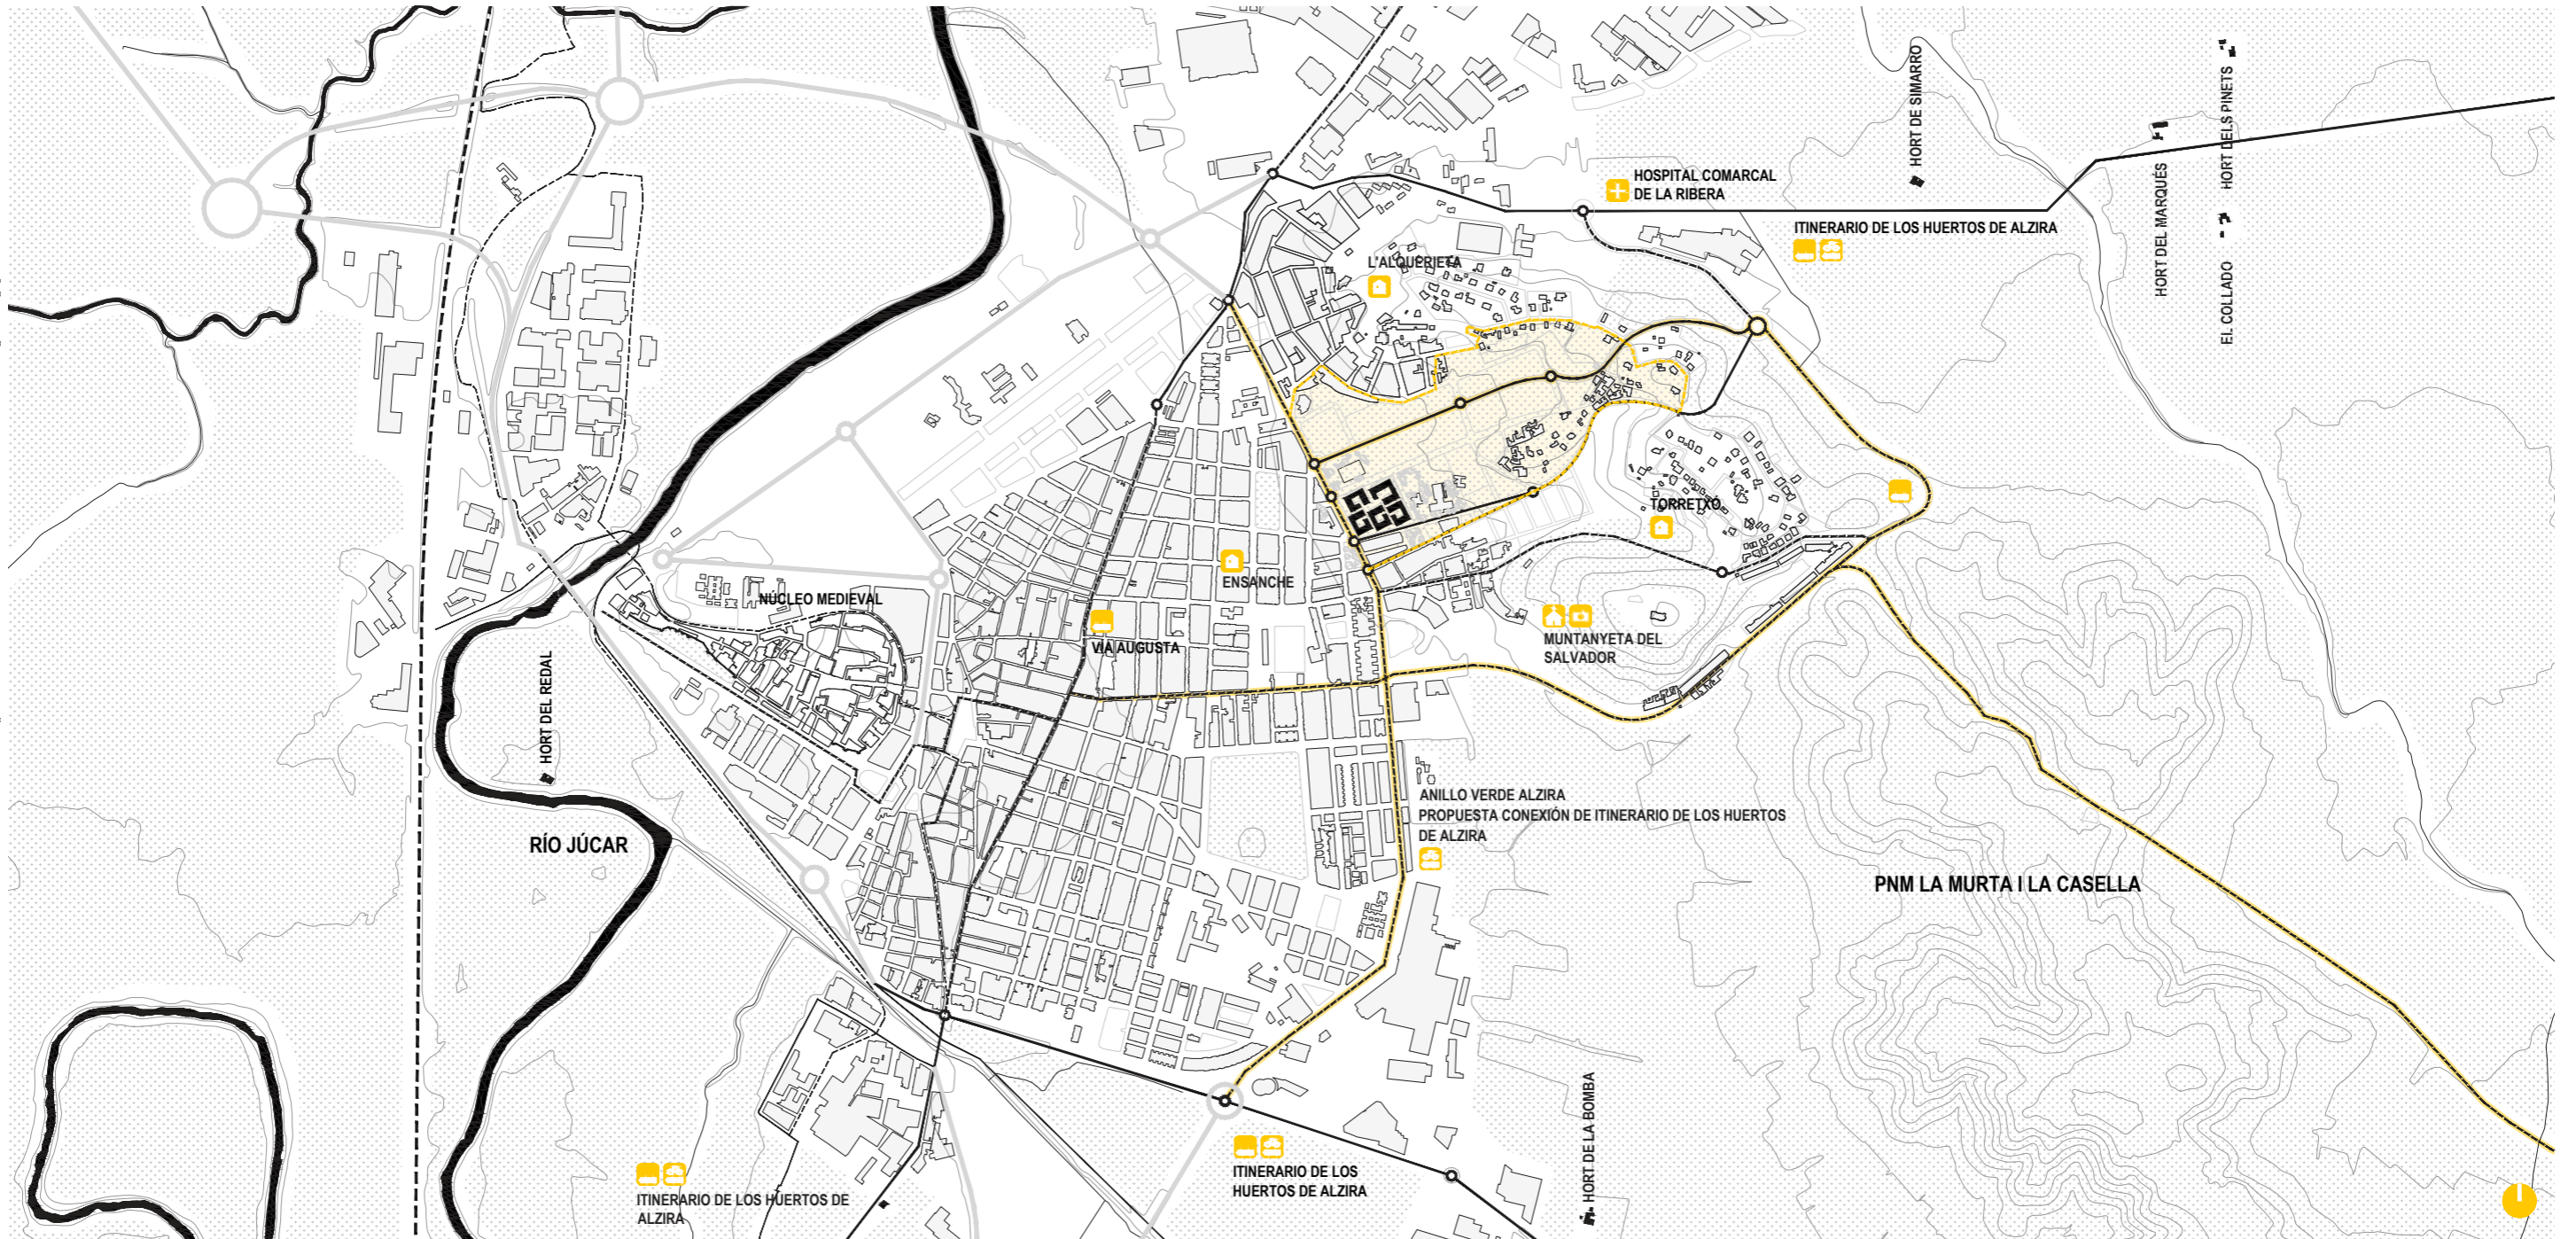 HORT DE SIMARRO
HORT DELS PINETS
HORT DEL MARQUÉS
EL COLLADO
HOSPITAL COMARCAL
DE LA RIBERA
ITINERARIO DE LOS HUERTOS DE ALZIRA
L'ALQUERIETA
TORRETXÓ
ENSANCHE
NÚCLEO MEDIEVAL
VIA AUGUSTA
MUNTANYETA DEL
SALVADOR
HORT DEL REDAL
ANILLO VERDE ALZIRA
PROPUESTA CONEXIÓN DE ITINERARIO DE LOS HUERTOS
DE ALZIRA
RÍO JÚCAR
PNM LA MURTA I LA CASELLA
HORT DE LA BOMBA
ITINERARIO DE LOS
HUERTOS DE ALZIRA
ITINERARIO DE LOS HUERTOS DE
ALZIRA